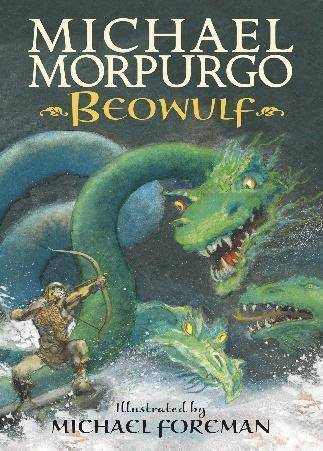 MICHAEL
MORPURGO
BEOWULF
Illustrated by
MICHAEL FOREMAN